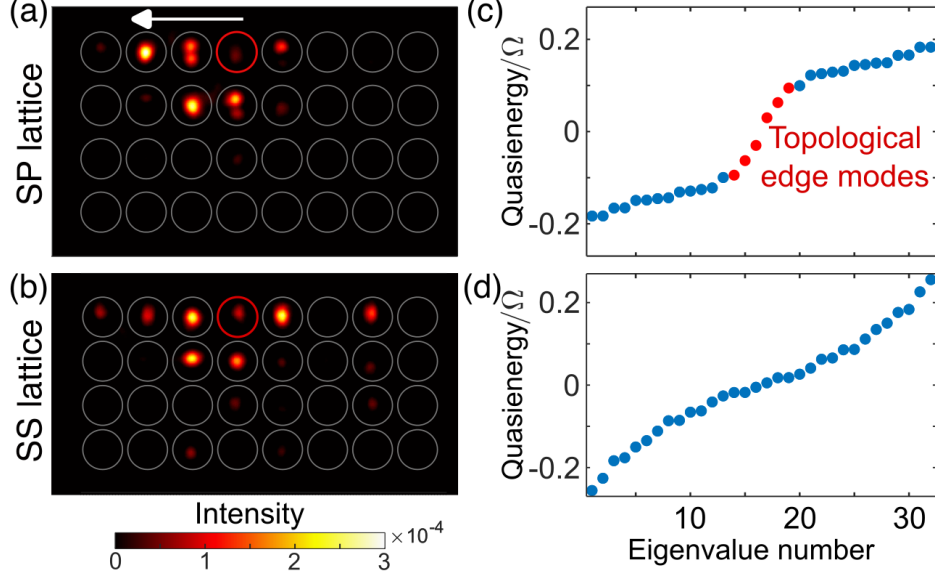 (a)
SP lattice
(b)
SS lattice
Intensity
×10⁻⁴
0 1 2 3
(c)
Quasienergy/Ω
0.2
0
-0.2
Topological
edge modes
(d)
Quasienergy/Ω
0.2
0
-0.2
10 20 30
Eigenvalue number